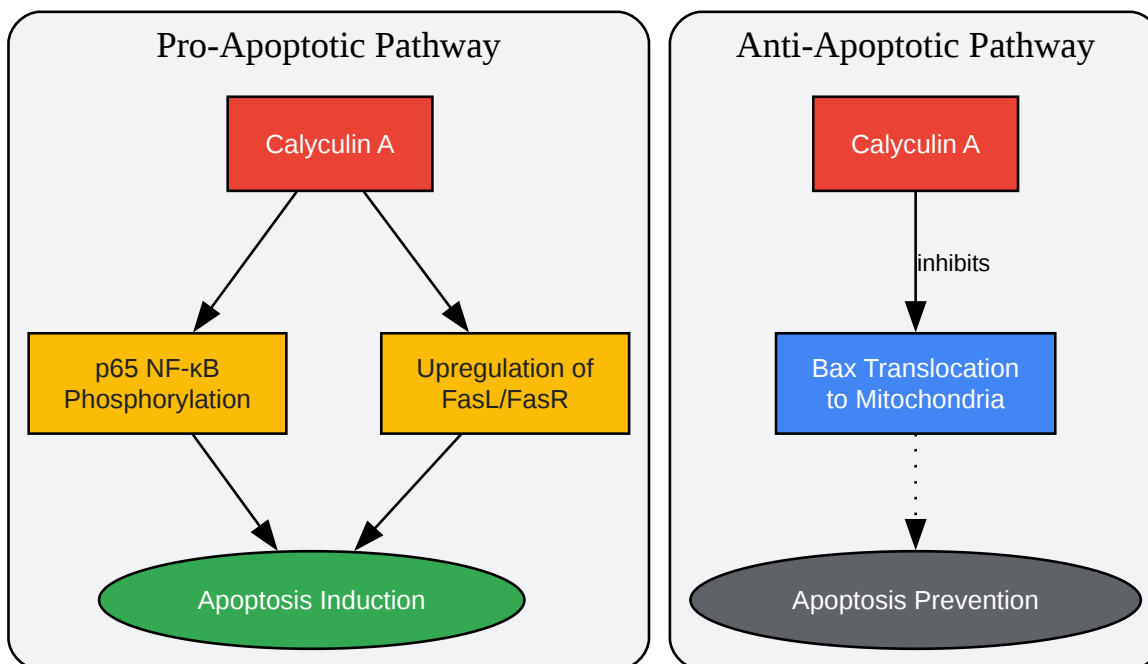 Pro-Apoptotic Pathway
Calyculin A
p65 NF-κB
Phosphorylation
Upregulation of
FasL/FasR
Apoptosis Induction
Anti-Apoptotic Pathway
Calyculin A
inhibits
Bax Translocation
to Mitochondria
Apoptosis Prevention